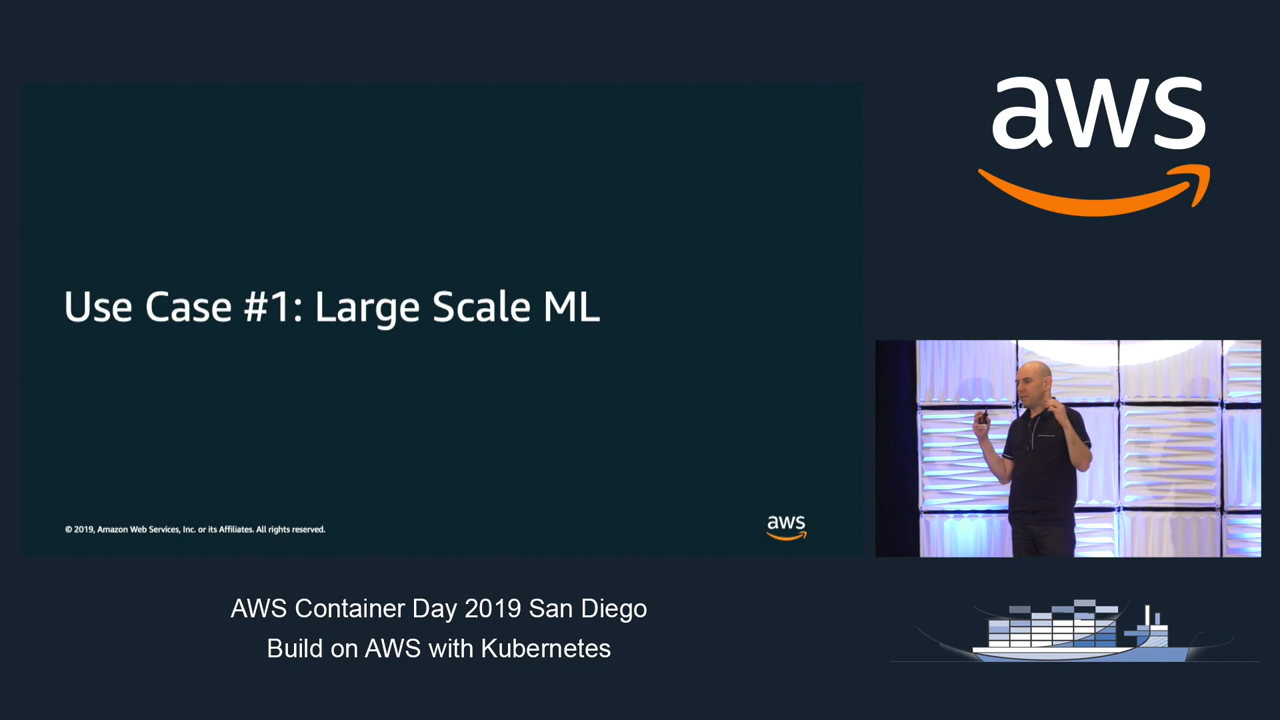 aws
Use Case #1: Large Scale ML
© 2019, Amazon Web Services, Inc. or its Affiliates. All rights reserved.
aws
AWS Container Day 2019 San Diego
Build on AWS with Kubernetes